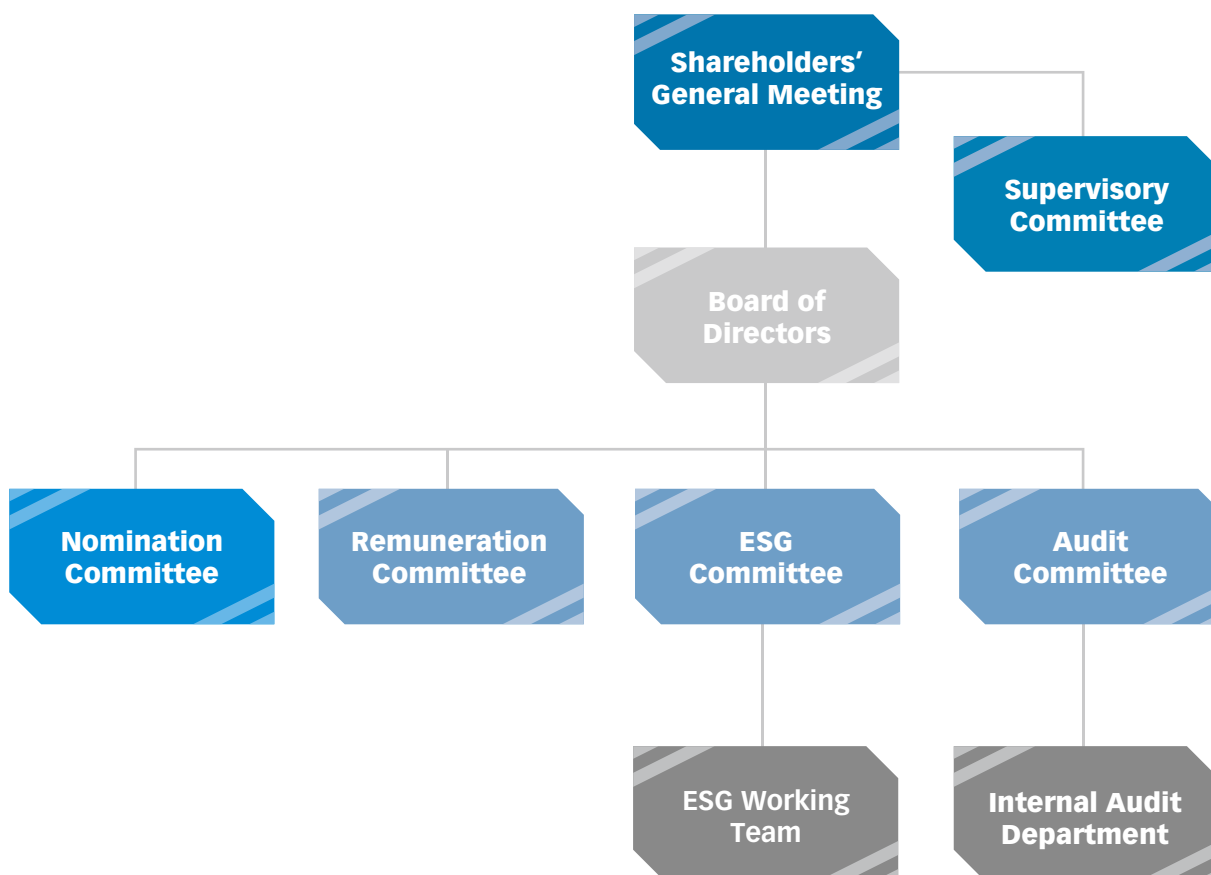 Shareholders’
General Meeting
Supervisory
Committee
Board of
Directors
Nomination
Committee
Remuneration
Committee
ESG
Committee
Audit
Committee
ESG Working
Team
Internal Audit
Department